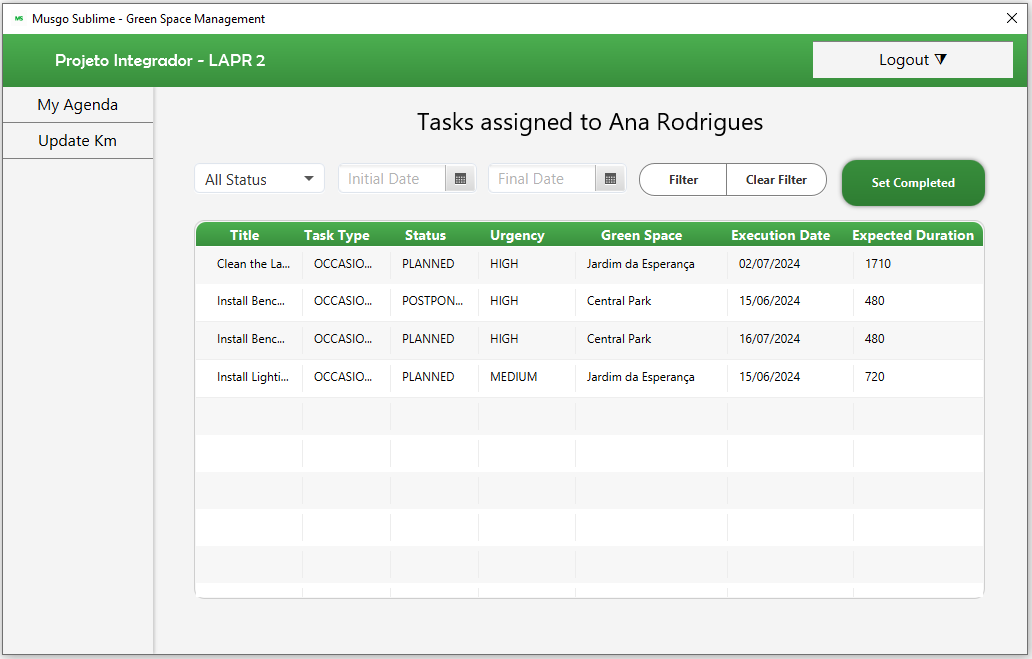 MS Musgo Sublime - Green Space Management
Projeto Integrador - LAPR 2
Logout
My Agenda
Update Km
Tasks assigned to Ana Rodrigues
All Status Initial Date Final Date Filter Clear Filter Set Completed
Title Task Type Status Urgency Green Space Execution Date Expected Duration
Clean the La... OCCASIO... PLANNED HIGH Jardim da Esperança 02/07/2024 1710
Install Benc... OCCASIO... POSTPON... HIGH Central Park 15/06/2024 480
Install Benc... OCCASIO... PLANNED HIGH Central Park 16/07/2024 480
Install Lighti... OCCASIO... PLANNED MEDIUM Jardim da Esperança 15/06/2024 720